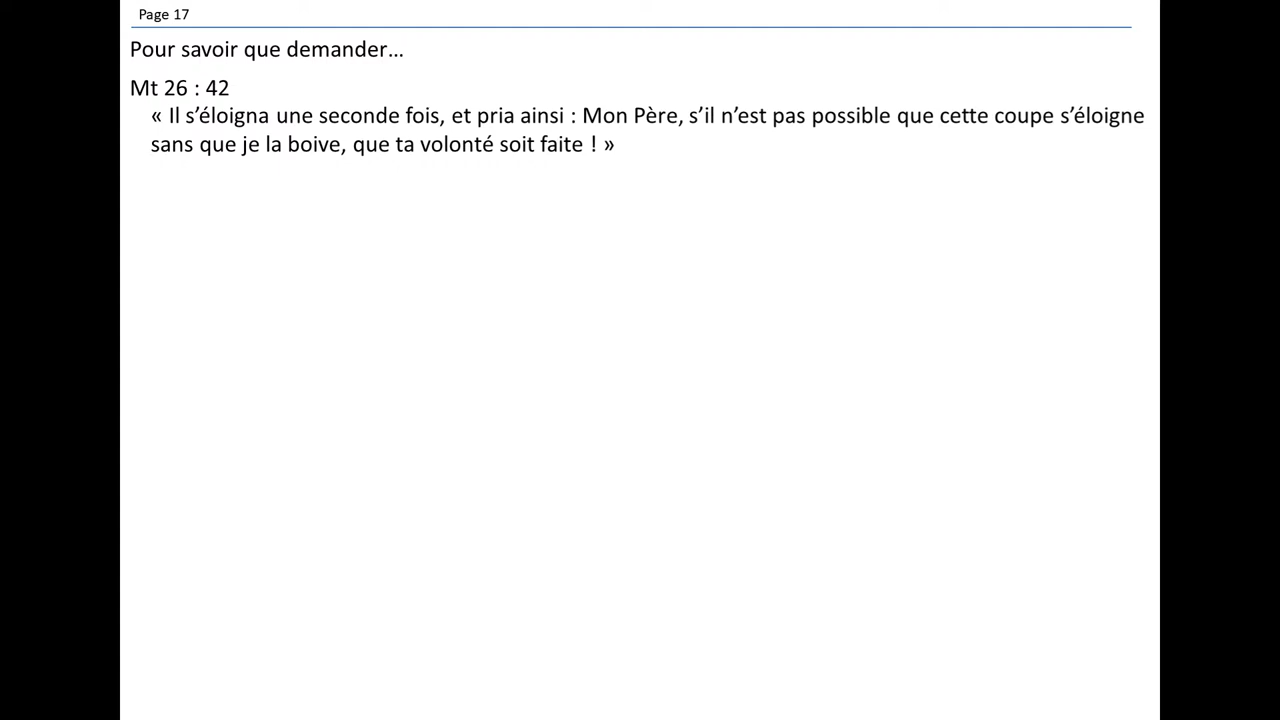 Page 17
Pour savoir que demander…
Mt 26 : 42
« Il s’éloigna une seconde fois, et pria ainsi : Mon Père, s’il n’est pas possible que cette coupe s’éloigne
sans que je la boive, que ta volonté soit faite ! »